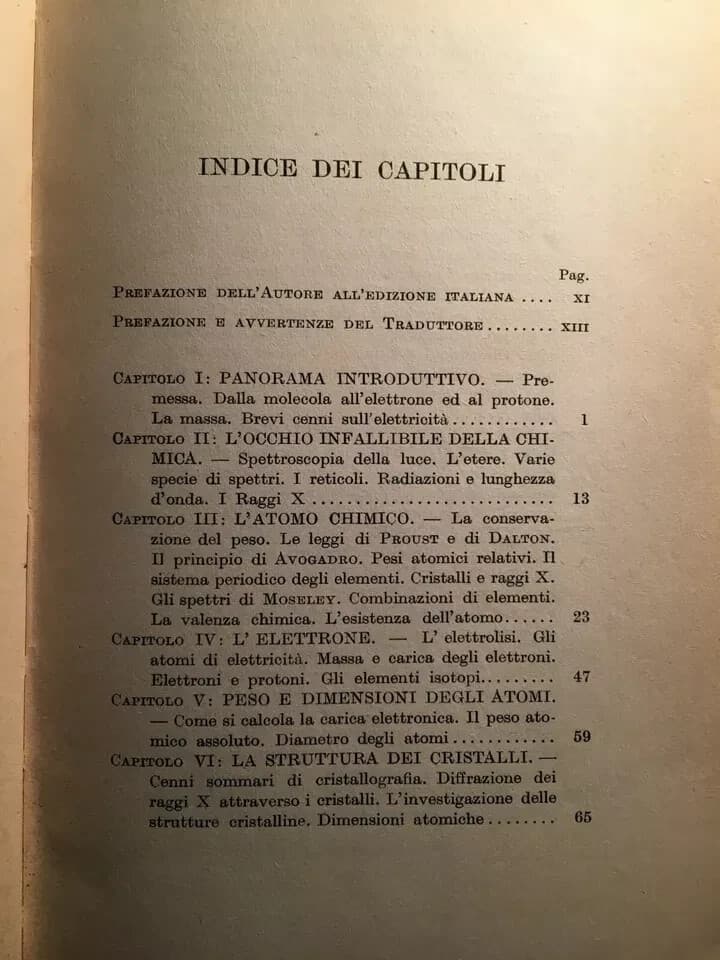 INDICE DEI CAPITOLI
Pag.
PREFAZIONE DELL'AUTORE ALL'EDIZIONE ITALIANA .... XI
PREFAZIONE E AVVERTENZE DEL TRADUTTORE ........ XIII
CAPITOLO I: PANORAMA INTRODUTTIVO. — Pre-
messa. Dalla molecola all'elettrone ed al protone.
La massa. Brevi cenni sull'elettricità ............ 1
CAPITOLO II: L'OCCHIO INFALLIBILE DELLA CHI-
MICA. — Spettroscopia della luce. L'etere. Varie
specie di spettri. I reticoli. Radiazioni e lunghezza
d'onda. I Raggi X ............................ 13
CAPITOLO III: L'ATOMO CHIMICO. — La conserva-
zione del peso. Le leggi di PROUST e di DALTON.
Il principio di AVOGADRO. Pesi atomici relativi. Il
sistema periodico degli elementi. Cristalli e raggi X.
Gli spettri di MOSELEY. Combinazioni di elementi.
La valenza chimica. L'esistenza dell'atomo...... 23
CAPITOLO IV: L' ELETTRONE. — L' elettrolisi. Gli
atomi di elettricità. Massa e carica degli elettroni.
Elettroni e protoni. Gli elementi isotopi......... 47
CAPITOLO V: PESO E DIMENSIONI DEGLI ATOMI.
— Come si calcola la carica elettronica. Il peso ato-
mico assoluto. Diametro degli atomi ............ 59
CAPITOLO VI: LA STRUTTURA DEI CRISTALLI. —
Cenni sommari di cristallografia. Diffrazione dei
raggi X attraverso i cristalli. L'investigazione delle
strutture cristalline. Dimensioni atomiche ........ 65